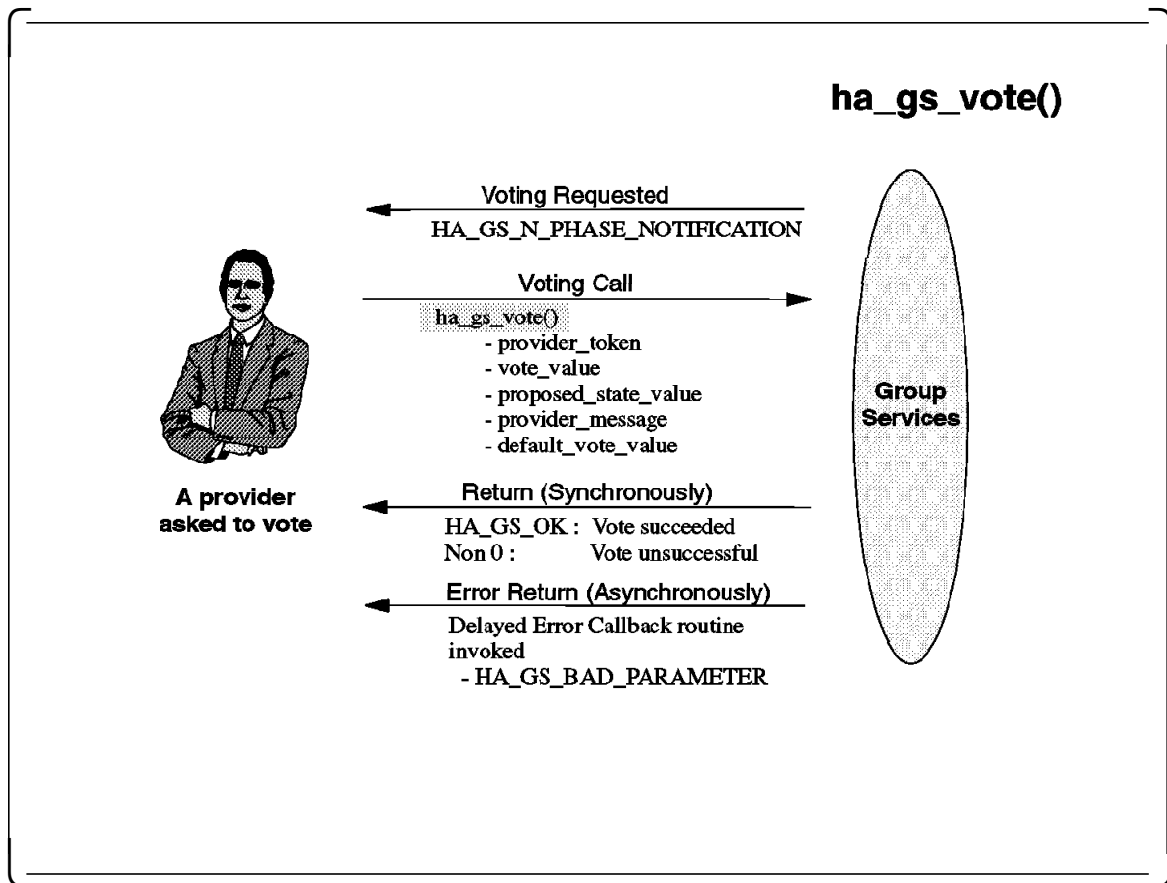 ha_gs_vote()
Voting Requested
HA_GS_N_PHASE_NOTIFICATION
Voting Call
ha_gs_vote()
- provider_token
- vote_value
- proposed_state_value
- provider_message
- default_vote_value
Group
Services
A provider
asked to vote
Return (Synchronously)
HA_GS_OK : Vote succeeded
Non 0 : Vote unsuccessful
Error Return (Asynchronously)
Delayed Error Callback routine
invoked
- HA_GS_BAD_PARAMETER